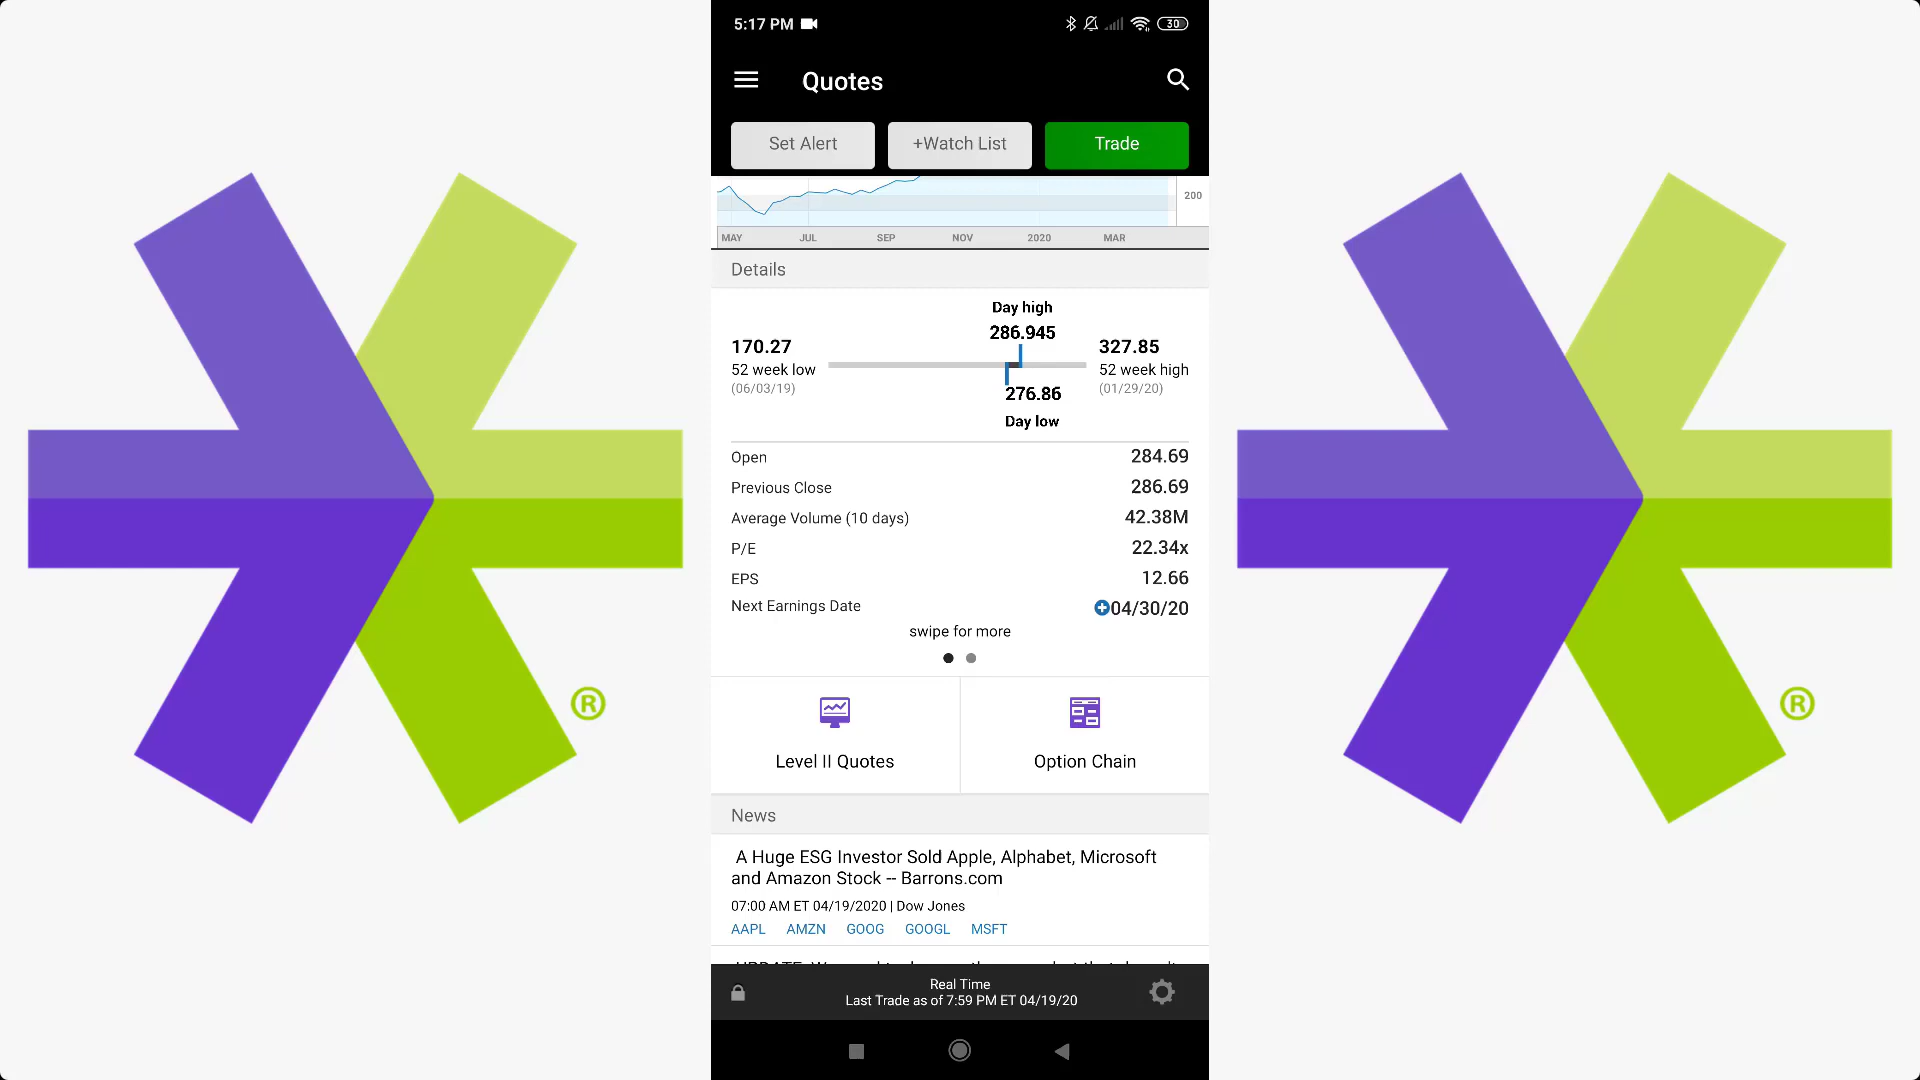 5:17 PM
30
Quotes
Set Alert
+Watch List
Trade
200
MAY JUL SEP NOV 2020 MAR
Details
Day high
286.945
170.27
52 week low
(06/03/19)
327.85
52 week high
(01/29/20)
276.86
Day low
Open 284.69
Previous Close 286.69
Average Volume (10 days) 42.38M
P/E 22.34x
EPS 12.66
Next Earnings Date 04/30/20
swipe for more
Level II Quotes
Option Chain
News
A Huge ESG Investor Sold Apple, Alphabet, Microsoft
and Amazon Stock -- Barrons.com
07:00 AM ET 04/19/2020 | Dow Jones
AAPL AMZN GOOG GOOGL MSFT
Real Time
Last Trade as of 7:59 PM ET 04/19/20
®
®